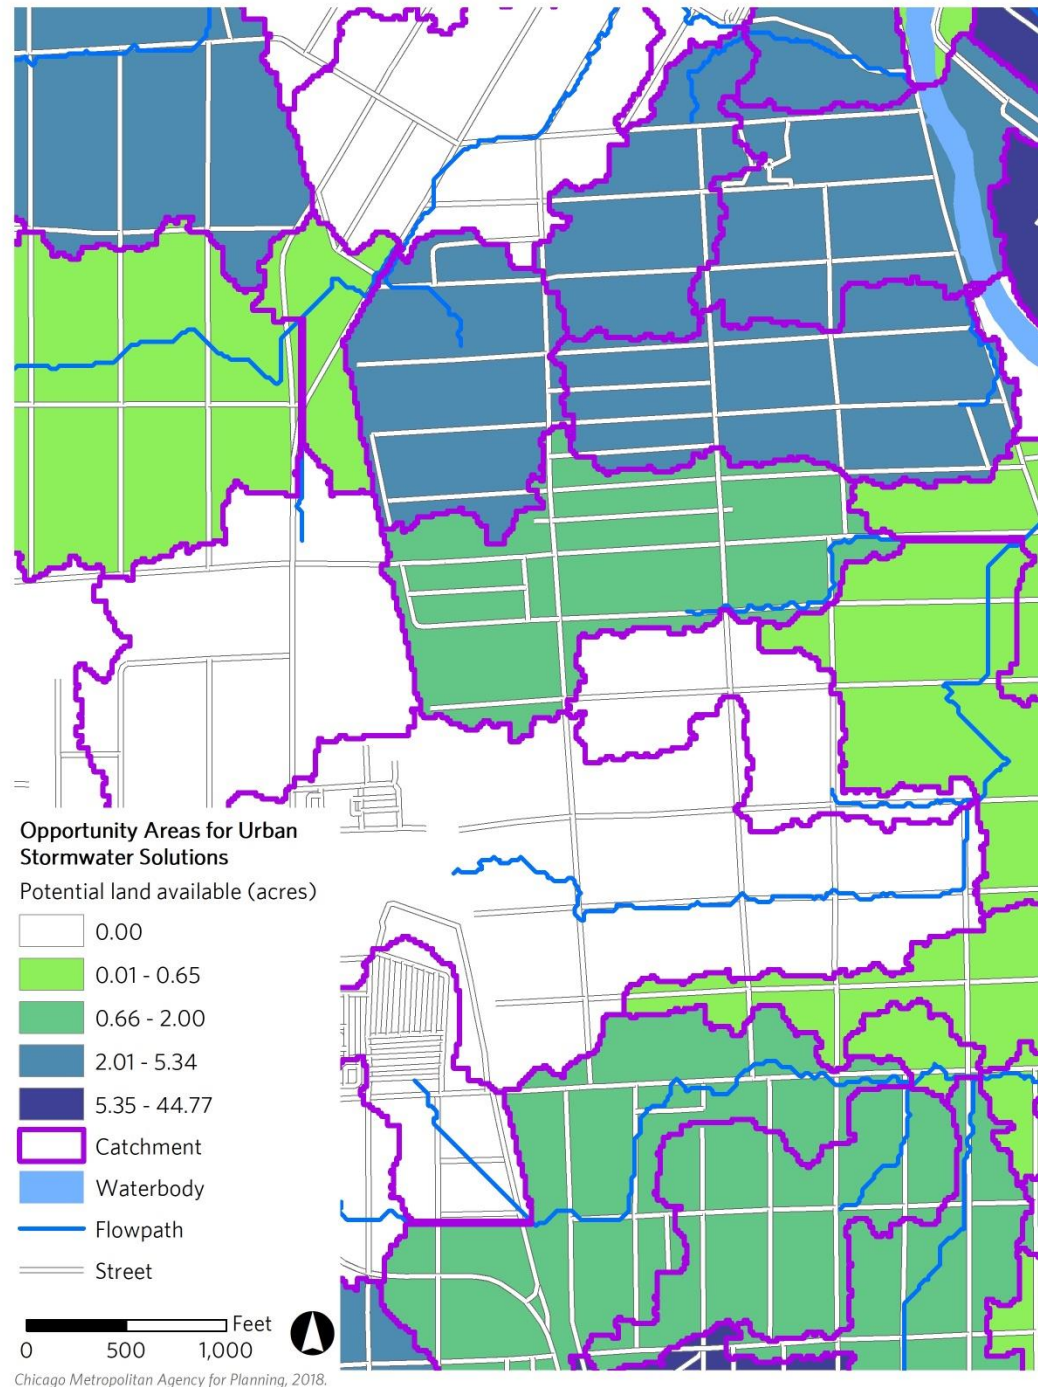 Opportunity Areas for Urban
Stormwater Solutions
Potential land available (acres)
0.00
0.01 - 0.65
0.66 - 2.00
2.01 - 5.34
5.35 - 44.77
Catchment
Waterbody
Flowpath
Street
Feet
0 500 1,000
Chicago Metropolitan Agency for Planning, 2018.